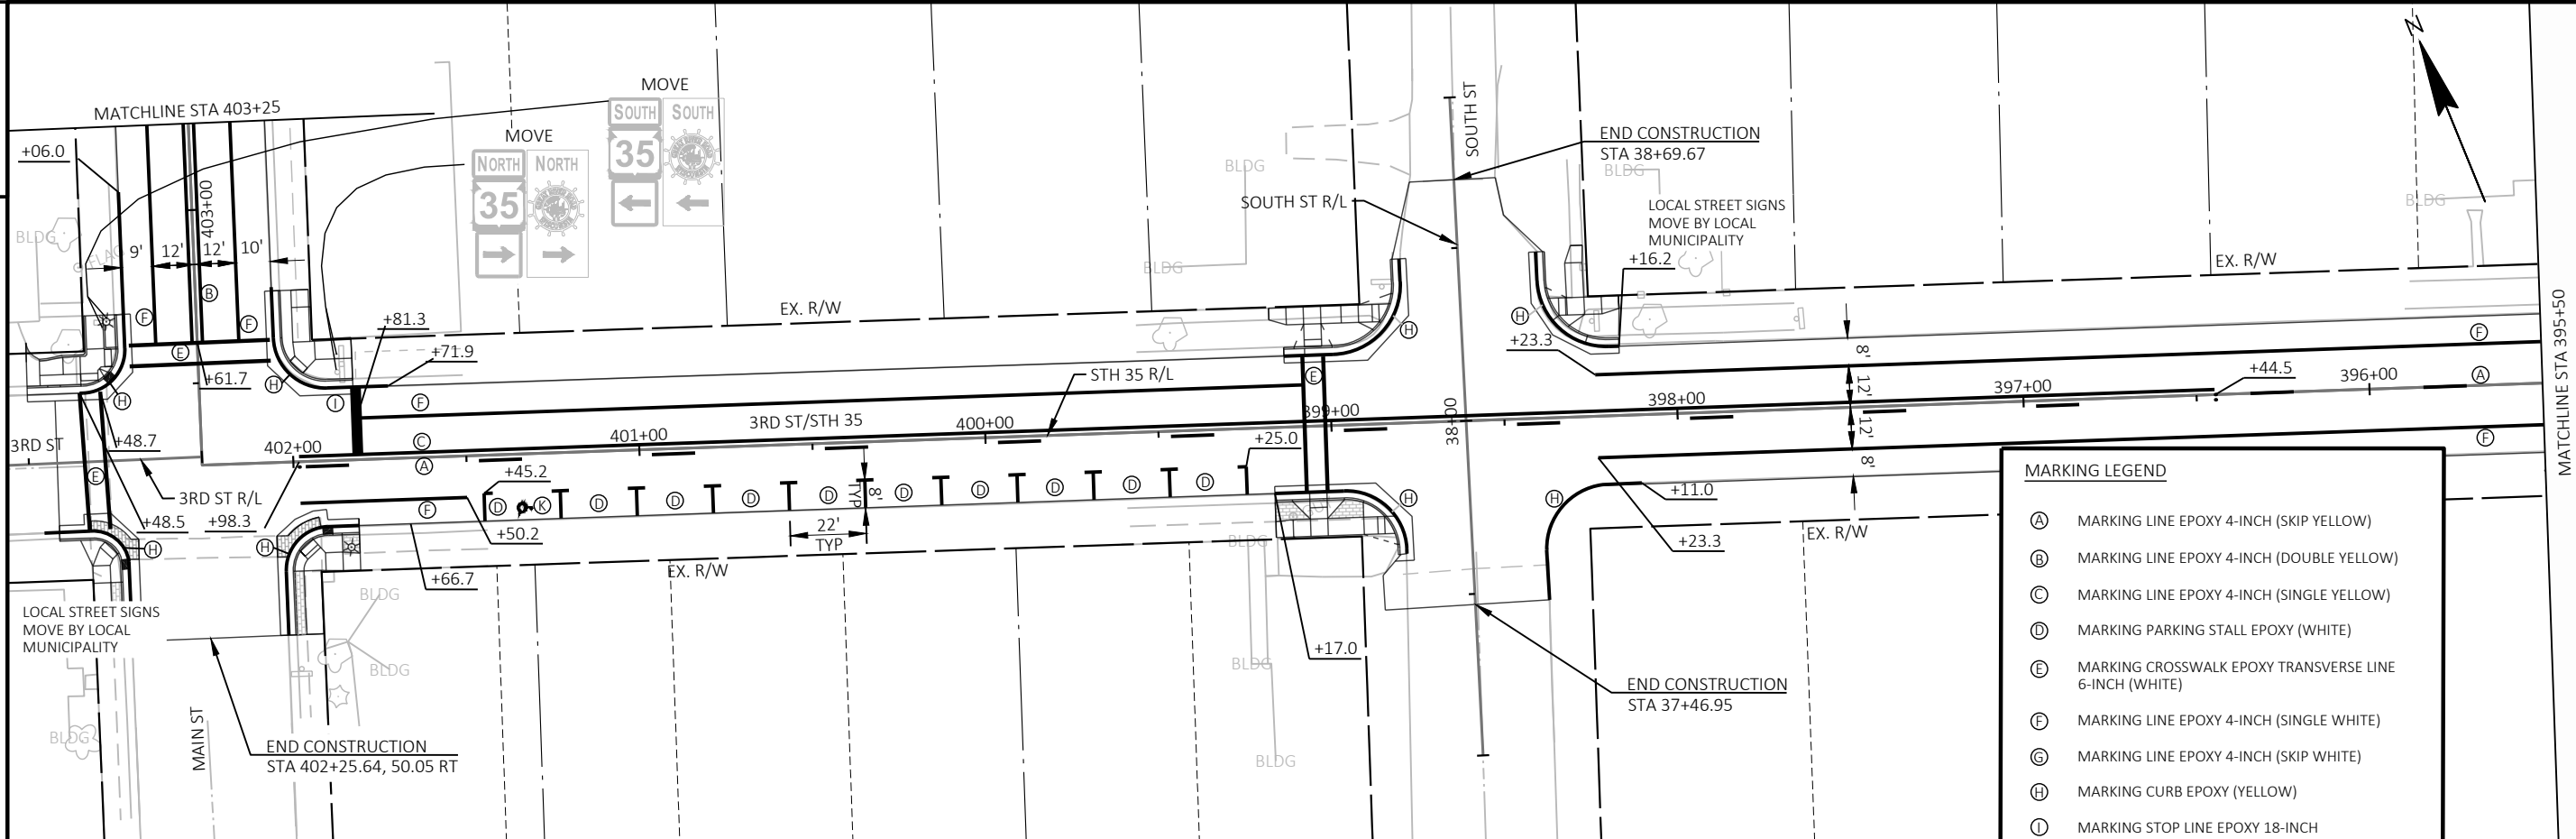 MATCHLINE STA 403+25
+06.0
403+00
9'
12'
12'
10'
BLDG
FLAG
MOVE
NORTH
NORTH
35
MOVE
SOUTH
SOUTH
35
+81.3
+71.9
+61.7
EX. R/W
BLDG
BLDG
SOUTH ST
SOUTH ST R/L
END CONSTRUCTION
STA 38+69.67
BLDG
LOCAL STREET SIGNS
MOVE BY LOCAL
MUNICIPALITY
+16.2
+23.3
EX. R/W
BLDG
N
MATCHLINE STA 395+50
B
F
F
E
H
H
I
F
C
A
E
H
H
F
A
F
8'
12'
12'
8'
3RD ST
+48.7
402+00
401+00
3RD ST/STH 35
400+00
STH 35 R/L
399+00
38+00
398+00
397+00
+44.5
396+00
E
3RD ST R/L
+48.5
+98.3
F
+45.2
+50.2
D
K
D
D
D
D
D
D
D
D
D
D
+25.0
8'
TYP
22'
TYP
H
H
H
H
+11.0
+23.3
EX. R/W
+66.7
EX. R/W
+17.0
BLDG
BLDG
BLDG
BLDG
BLDG
BLDG
LOCAL STREET SIGNS
MOVE BY LOCAL
MUNICIPALITY
MAIN ST
END CONSTRUCTION
STA 402+25.64, 50.05 RT
END CONSTRUCTION
STA 37+46.95
MARKING LEGEND
A MARKING LINE EPOXY 4-INCH (SKIP YELLOW)
B MARKING LINE EPOXY 4-INCH (DOUBLE YELLOW)
C MARKING LINE EPOXY 4-INCH (SINGLE YELLOW)
D MARKING PARKING STALL EPOXY (WHITE)
E MARKING CROSSWALK EPOXY TRANSVERSE LINE
6-INCH (WHITE)
F MARKING LINE EPOXY 4-INCH (SINGLE WHITE)
G MARKING LINE EPOXY 4-INCH (SKIP WHITE)
H MARKING CURB EPOXY (YELLOW)
I MARKING STOP LINE EPOXY 18-INCH